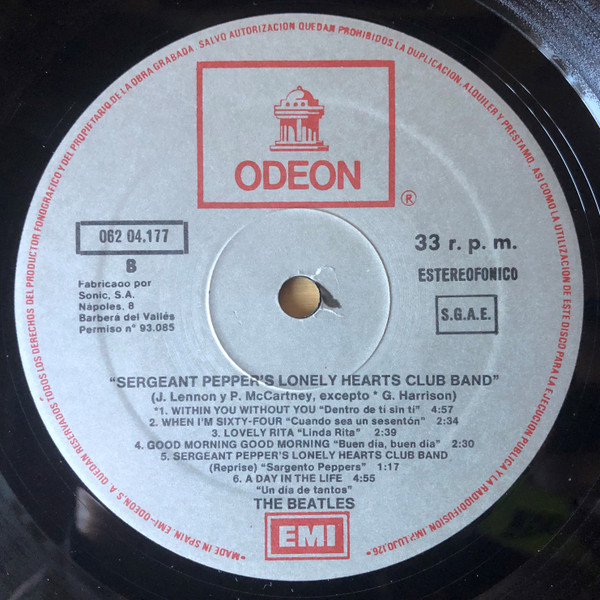 TODOS LOS DERECHOS DEL PRODUCTOR FONOGRAFICO Y DEL PROPIETARIO DE LA OBRA GRABADA. SALVO AUTORIZACION QUEDAN PROHIBIDOS LA DUPLICACION, ALQUILER Y PRESTAMO, ASI COMO LA UTILIZACION DE ESTE DISCO PARA LA EJECUCION PUBLICA Y LA RADIODIFUSION. IMP LUJO,126 •
• MADE IN SPAIN. EMI-ODEON, S.A. QUEDAN RESERVADOS
ODEON
®
062 04.177
B
33 r. p. m.
Fabricado por
Sonic, S.A.
Nápoles, 8
Barberá del Vallés
Permiso n° 93.085
ESTEREOFONICO
S.G.A.E.
"SERGEANT PEPPER'S LONELY HEARTS CLUB BAND"
(J. Lennon y P. McCartney, excepto * G. Harrison)
*1. WITHIN YOU WITHOUT YOU "Dentro de ti sin ti" 4:57
2. WHEN I'M SIXTY-FOUR "Cuando sea un sesentón" 2:34
3. LOVELY RITA "Linda Rita" 2:39
4. GOOD MORNING GOOD MORNING "Buen día, buen día" 2:30
5. SERGEANT PEPPER'S LONELY HEARTS CLUB BAND
(Reprise) "Sargento Peppers" 1:17
6. A DAY IN THE LIFE 4:55
"Un día de tantos"
THE BEATLES
EMI